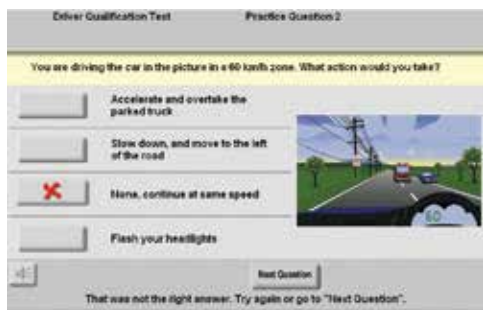 Driver Qualification Test Practice Question 2
You are driving the car in the picture in a 60 km/h zone. What action would you take?
Accelerate and overtake the
parked truck
Slow down, and move to the left
of the road
None, continue at same speed
Flash your headlights
60
Next Question
That was not the right answer. Try again or go to "Next Question".